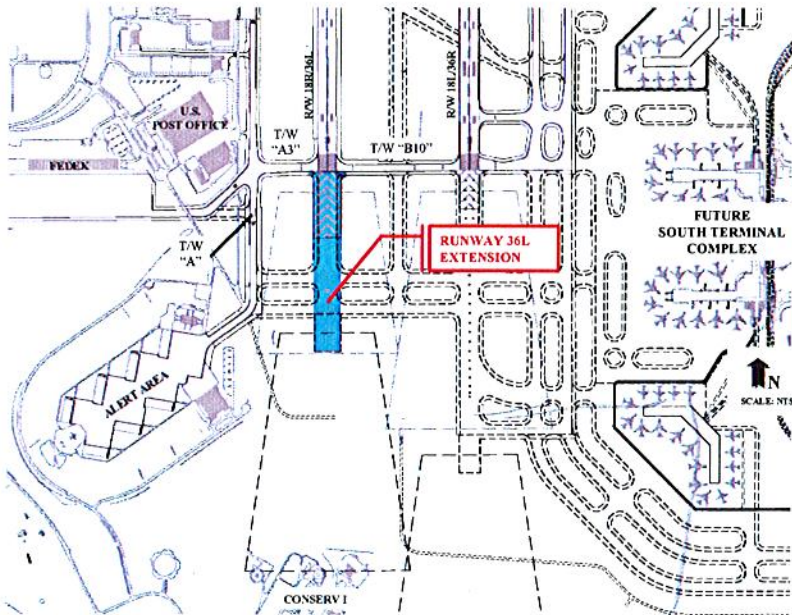 R/W 18R/36L
R/W 18L/36R
U.S.
POST OFFICE
T/W
"A3"
T/W "B10"
FEDEX
T/W
"A"
RUNWAY 36L
EXTENSION
FUTURE
SOUTH TERMINAL
COMPLEX
ALERT AREA
N
SCALE: NTS
CONSERV I